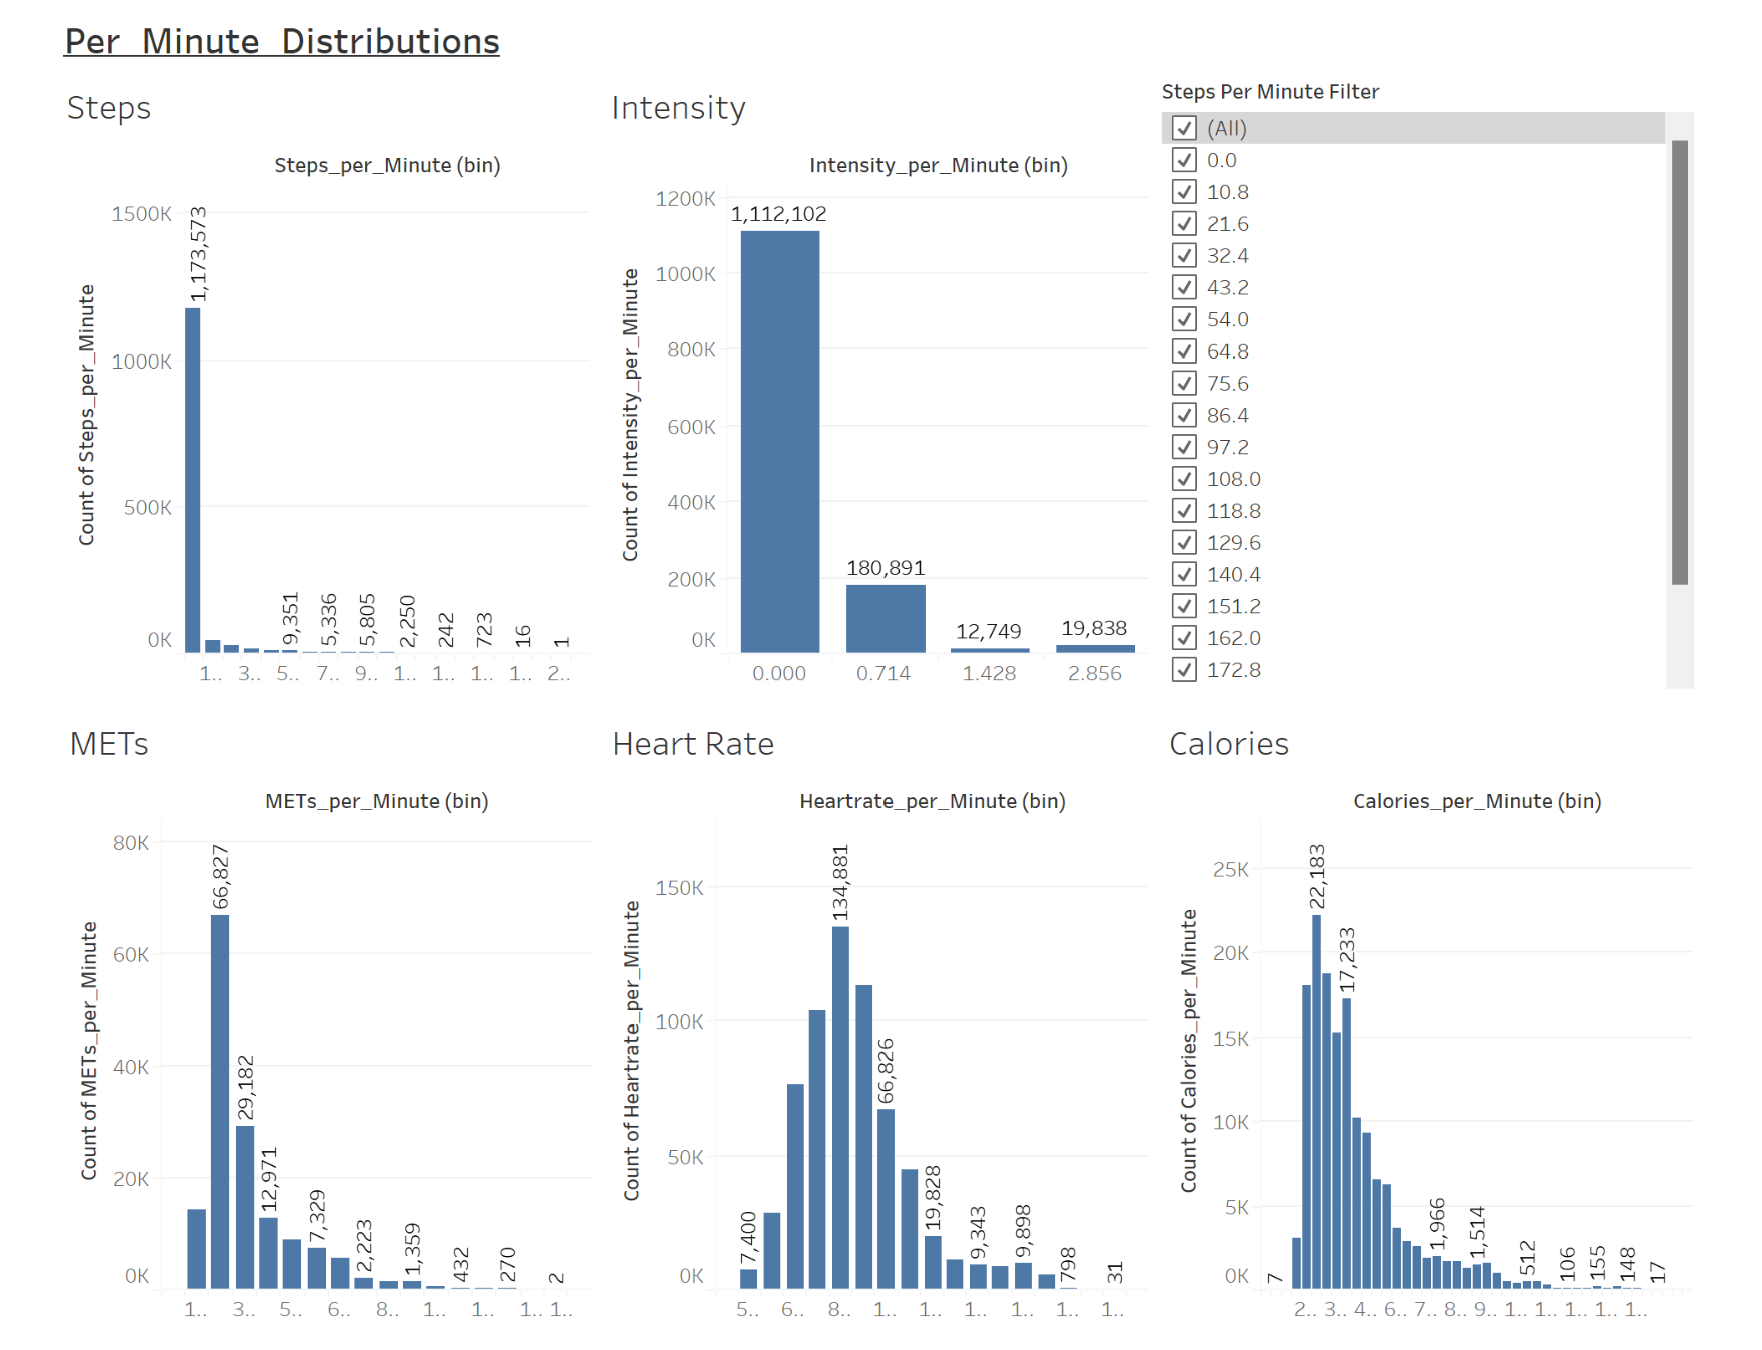 Per_Minute_Distributions
Steps
Steps_per_Minute (bin)
Count of Steps_per_Minute
1500K
1000K
500K
0K
1,173,573
9,351
5,336
5,805
2,250
242
723
16
1
1.. 3.. 5.. 7.. 9.. 1.. 1.. 1.. 1.. 2..
Intensity
Intensity_per_Minute (bin)
Count of Intensity_per_Minute
1200K
1000K
800K
600K
400K
200K
0K
1,112,102
180,891
12,749
19,838
0.000 0.714 1.428 2.856
Steps Per Minute Filter
(All)
0.0
10.8
21.6
32.4
43.2
54.0
64.8
75.6
86.4
97.2
108.0
118.8
129.6
140.4
151.2
162.0
172.8
METs
METs_per_Minute (bin)
Count of METs_per_Minute
80K
60K
40K
20K
0K
66,827
29,182
12,971
7,329
2,223
1,359
432
270
2
1.. 3.. 5.. 6.. 8.. 1.. 1.. 1.. 1..
Heart Rate
Heartrate_per_Minute (bin)
Count of Heartrate_per_Minute
150K
100K
50K
0K
7,400
134,881
66,826
19,828
9,343
9,898
798
31
5.. 6.. 8.. 1.. 1.. 1.. 1.. 1.. 1..
Calories
Calories_per_Minute (bin)
Count of Calories_per_Minute
25K
20K
15K
10K
5K
0K
7
22,183
17,233
1,966
1,514
512
106
155
148
17
2.. 3.. 4.. 6.. 7.. 8.. 9.. 1.. 1.. 1.. 1.. 1..